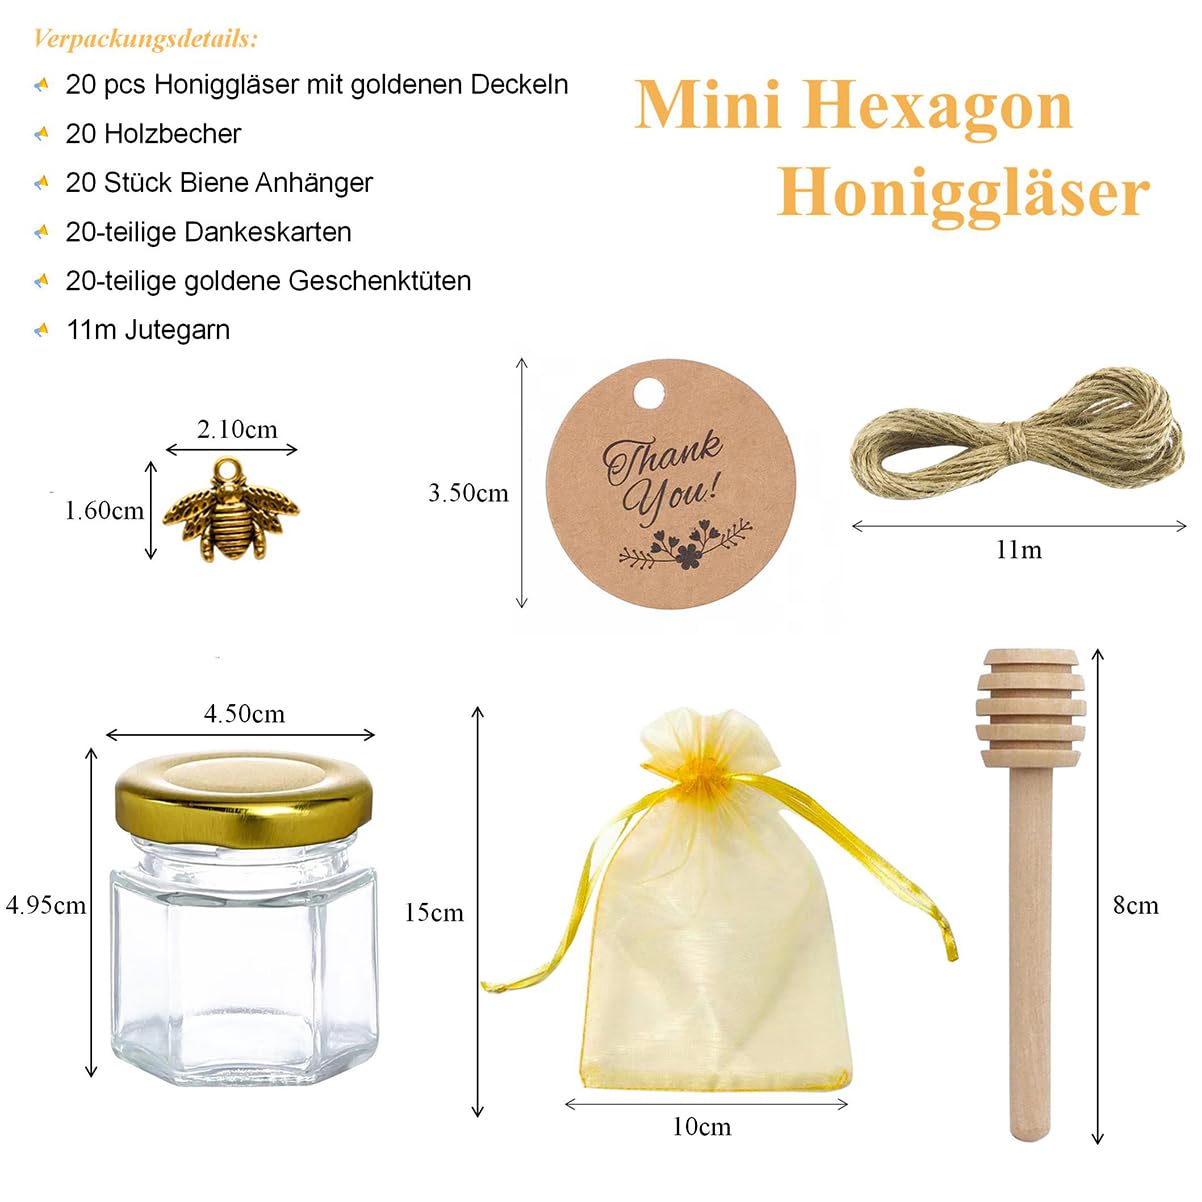 Verpackungsdetails:
20 pcs Honiggläser mit goldenen Deckeln
20 Holzbecher
20 Stück Biene Anhänger
20-teilige Dankeskarten
20-teilige goldene Geschenktüten
11m Jutegarn
Mini Hexagon
Honiggläser
2.10cm
1.60cm
3.50cm
Thank
You!
11m
4.50cm
4.95cm
15cm
10cm
8cm